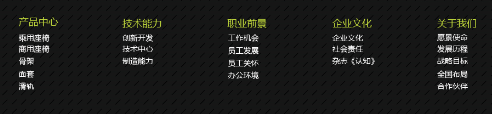 产品中心
乘用座椅
商用座椅
骨架
面套
滑轨
技术能力
创新开发
技术中心
制造能力
职业前景
工作机会
员工发展
员工关怀
办公环境
企业文化
企业文化
社会责任
杂志《认知》
关于我们
愿景使命
发展历程
战略目标
全国布局
合作伙伴